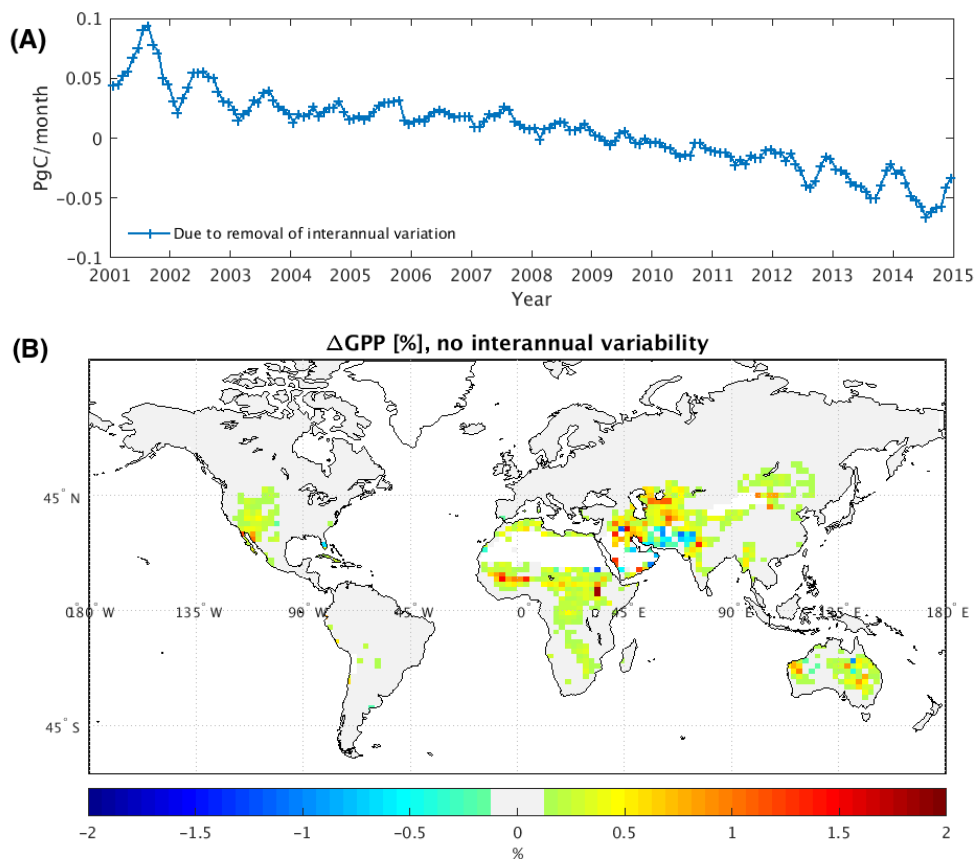 (A)
0.1
0.05
0
-0.05
-0.1
PgC/month
Due to removal of interannual variation
2001 2002 2003 2004 2005 2006 2007 2008 2009 2010 2011 2012 2013 2014 2015
Year
(B)
ΔGPP [%], no interannual variability
45° N
180° W 135° W 90° W 45° W 0° E 45° E 90° E 135° E 180° E
45° S
-2 -1.5 -1 -0.5 0 0.5 1 1.5 2
%